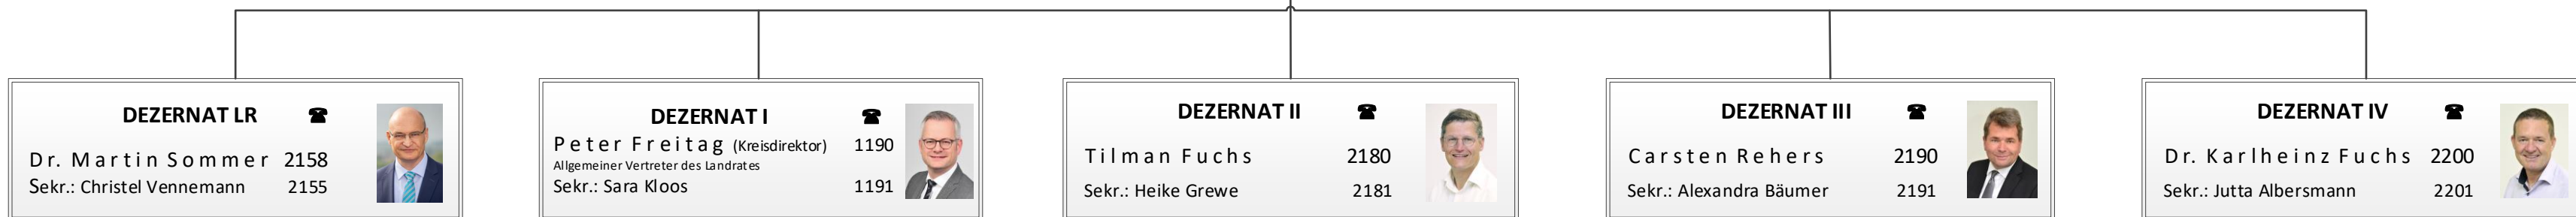 DEZERNAT LR ☎
Dr. Martin Sommer 2158
Sekr.: Christel Vennemann 2155
DEZERNAT I ☎
Peter Freitag (Kreisdirektor) 1190
Allgemeiner Vertreter des Landrates
Sekr.: Sara Kloos 1191
DEZERNAT II ☎
Tilman Fuchs 2180
Sekr.: Heike Grewe 2181
DEZERNAT III ☎
Carsten Rehers 2190
Sekr.: Alexandra Bäumer 2191
DEZERNAT IV ☎
Dr. Karlheinz Fuchs 2200
Sekr.: Jutta Albersmann 2201